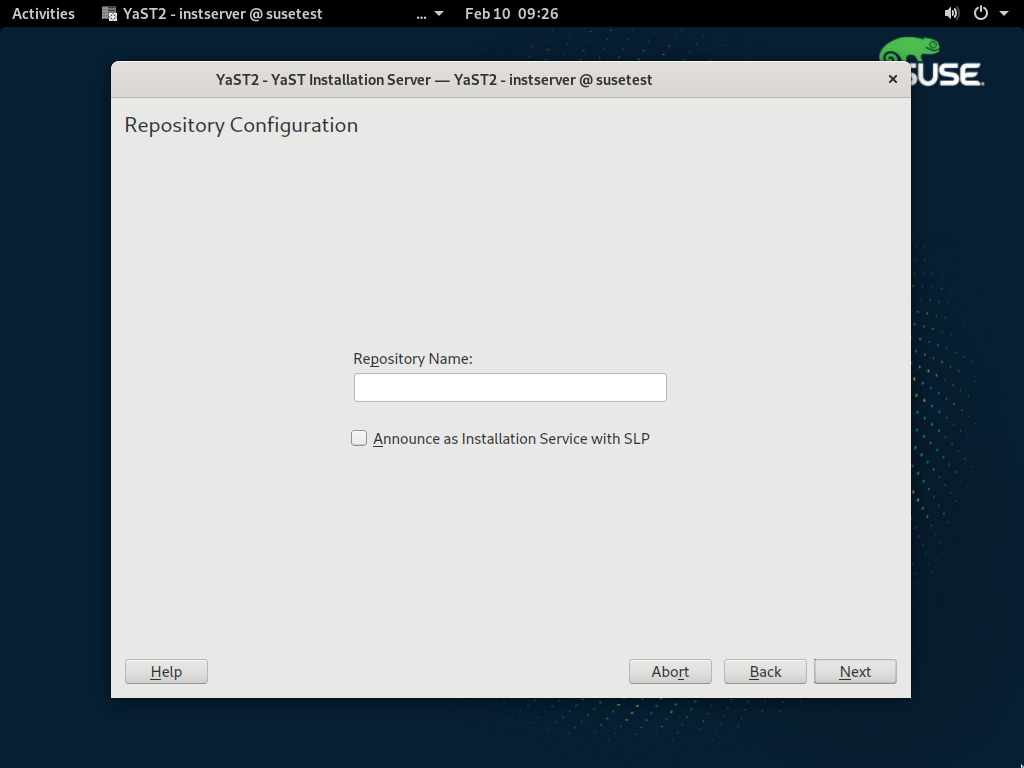 Activities YaST2 - instserver @ susetest ... Feb 10 09:26
SUSE
YaST2 - YaST Installation Server — YaST2 - instserver @ susetest
Repository Configuration
Repository Name:
Announce as Installation Service with SLP
Help Abort Back Next